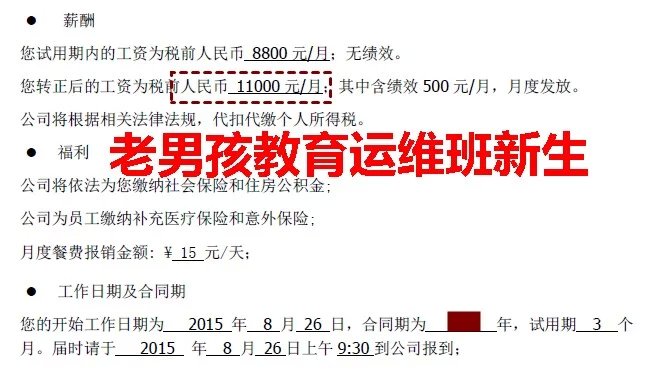 ● 薪酬
您试用期内的工资为税前人民币 8800 元/月；无绩效。
您转正后的工资为税前人民币 11000 元/月；其中含绩效 500 元/月，月度发放。
公司将根据相关法律法规，代扣代缴个人所得税。
老男孩教育运维班新生
● 福利
公司将依法为您缴纳社会保险和住房公积金；
公司为员工缴纳补充医疗保险和意外保险；
月度餐费报销金额：¥ 15 元/天；
● 工作日期及合同期
您的开始工作日期为 2015 年 8 月 26 日，合同期为 年，试用期 3 个
月。届时请于 2015 年 8 月 26 日上午 9:30 到公司报到；